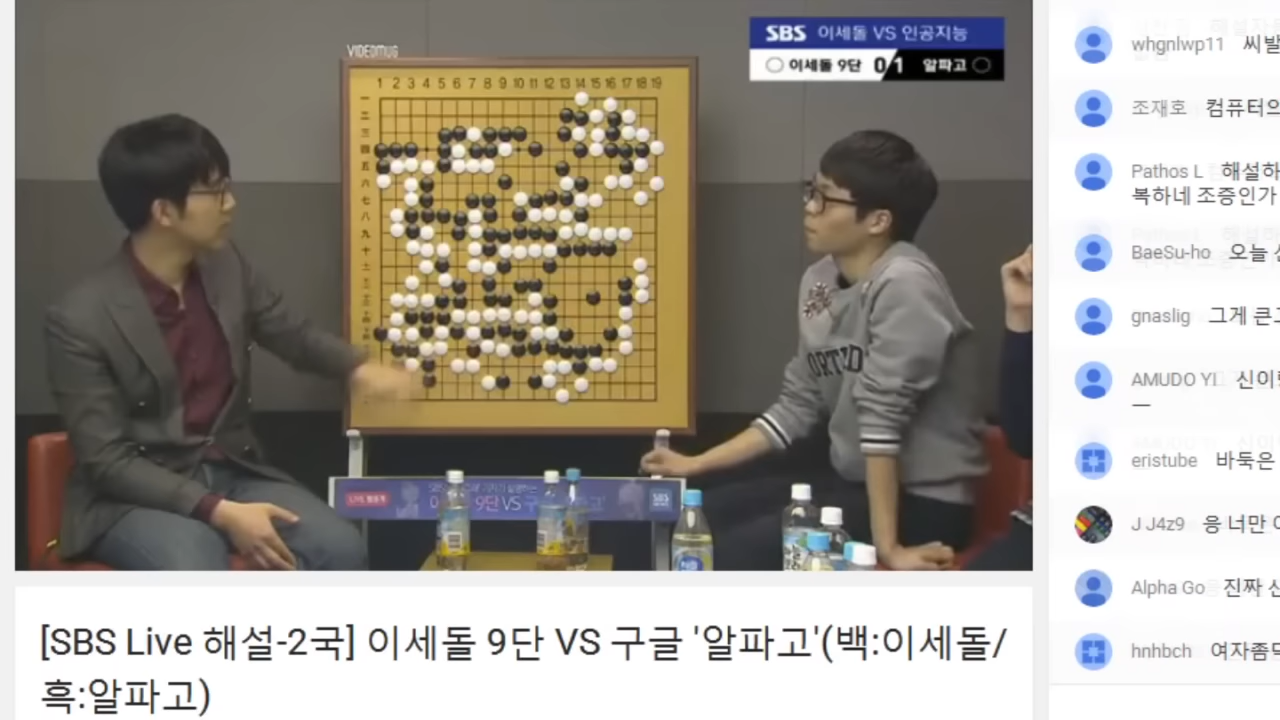 VIDEOMUG
SBS 이세돌 VS 인공지능
이세돌 9단 0 1 알파고
1 2 3 4 5 6 7 8 9 10 11 12 13 14 15 16 17 18 19
ORTED
LIVE
9단 VS 구
SBS
[SBS Live 해설-2국] 이세돌 9단 VS 구글 '알파고'(백:이세돌/
흑:알파고)
whgnlwp11 씨밸
조재호 컴퓨터으
Pathos L 해설하
복하네 조증인가
BaeSu-ho 오늘
gnaslig 그게 큰
AMUDO YI 신이
ㅡ
eristube 바둑은
J J4z9 응 너만
Alpha Go 진짜
hnhbch 여자좀